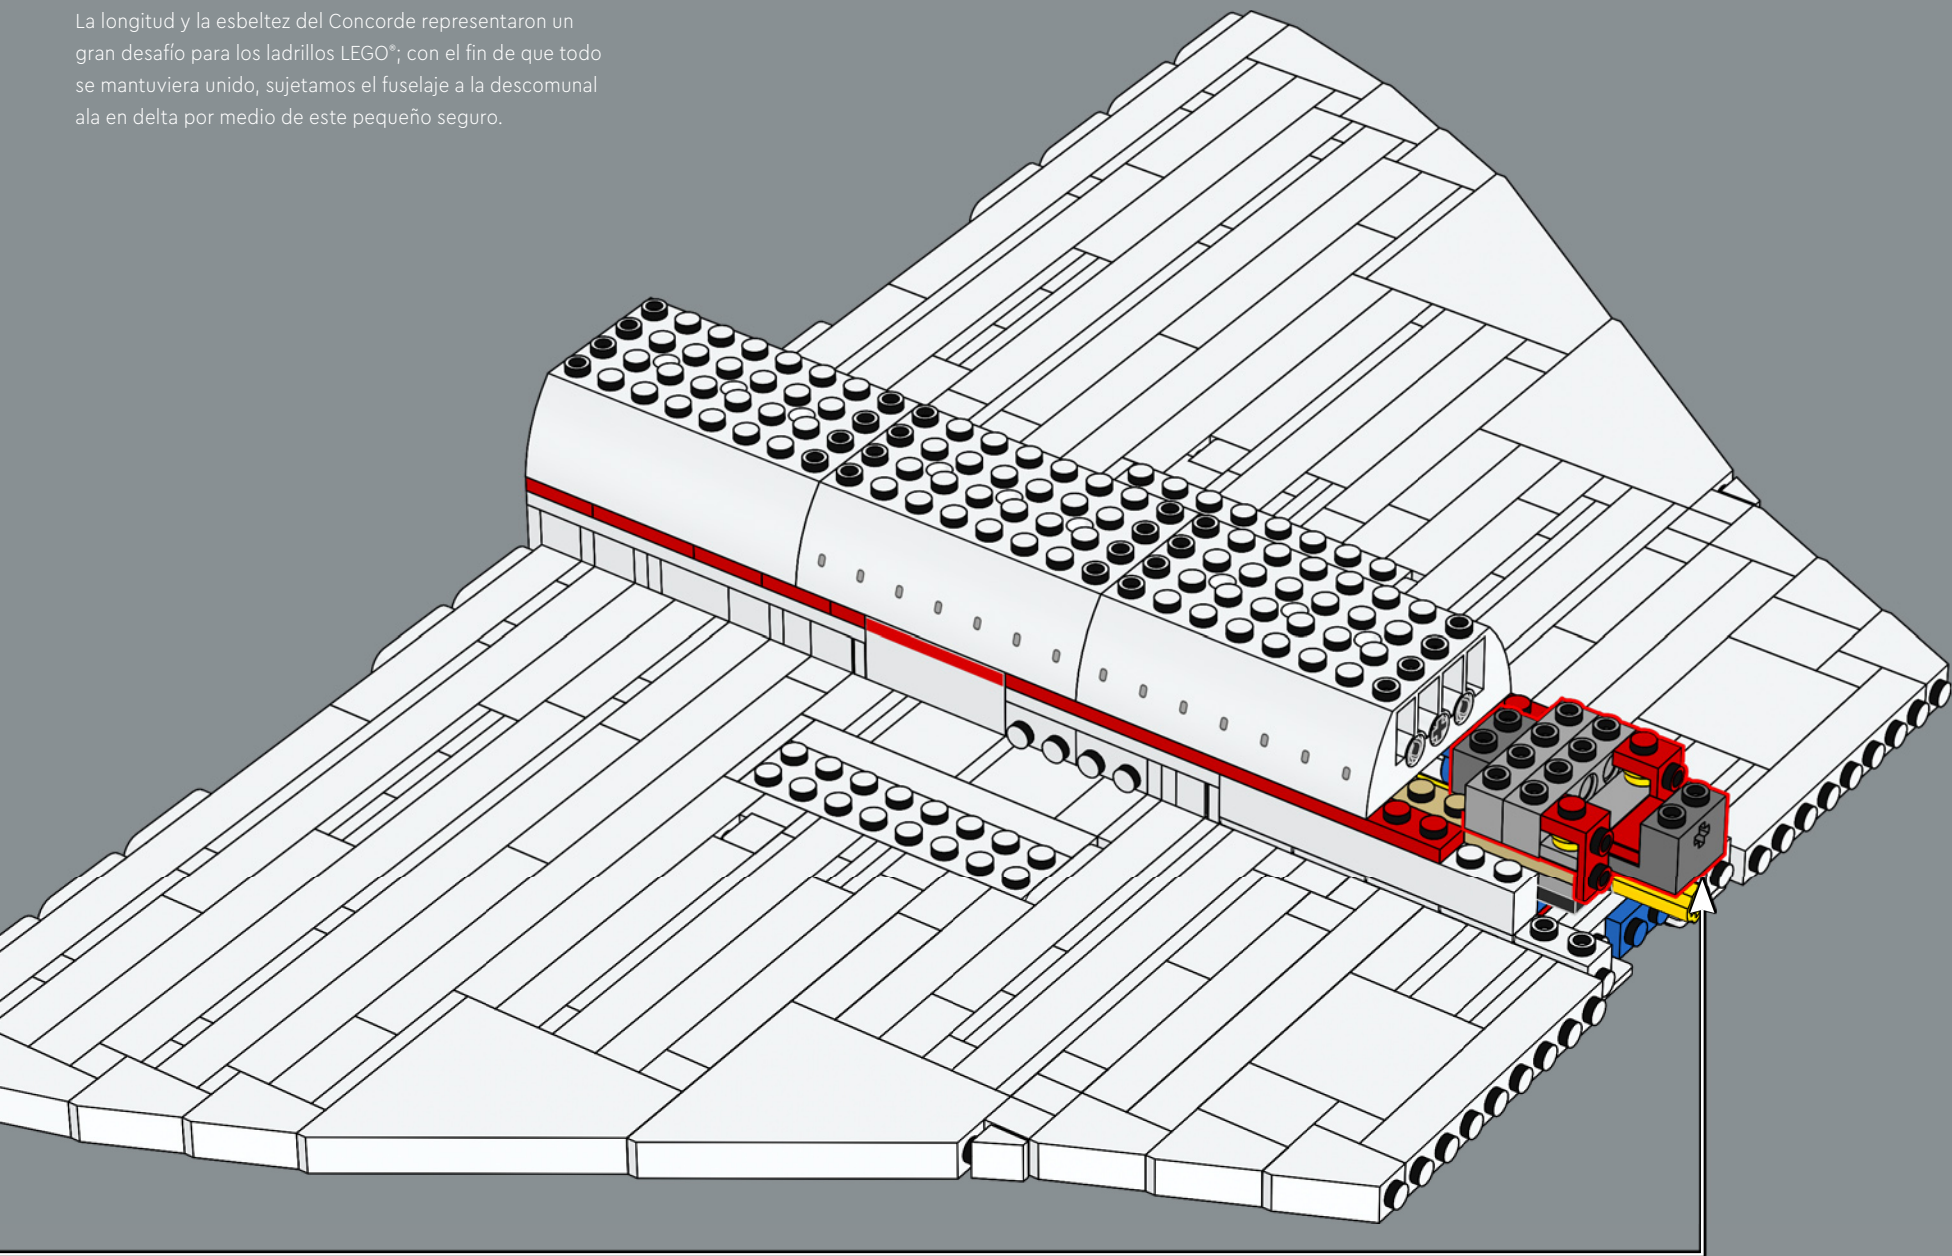 La longitud y la esbeltez del Concorde representaron un
gran desafío para los ladrillos LEGO®; con el fin de que todo
se mantuviera unido, sujetamos el fuselaje a la descomunal
ala en delta por medio de este pequeño seguro.